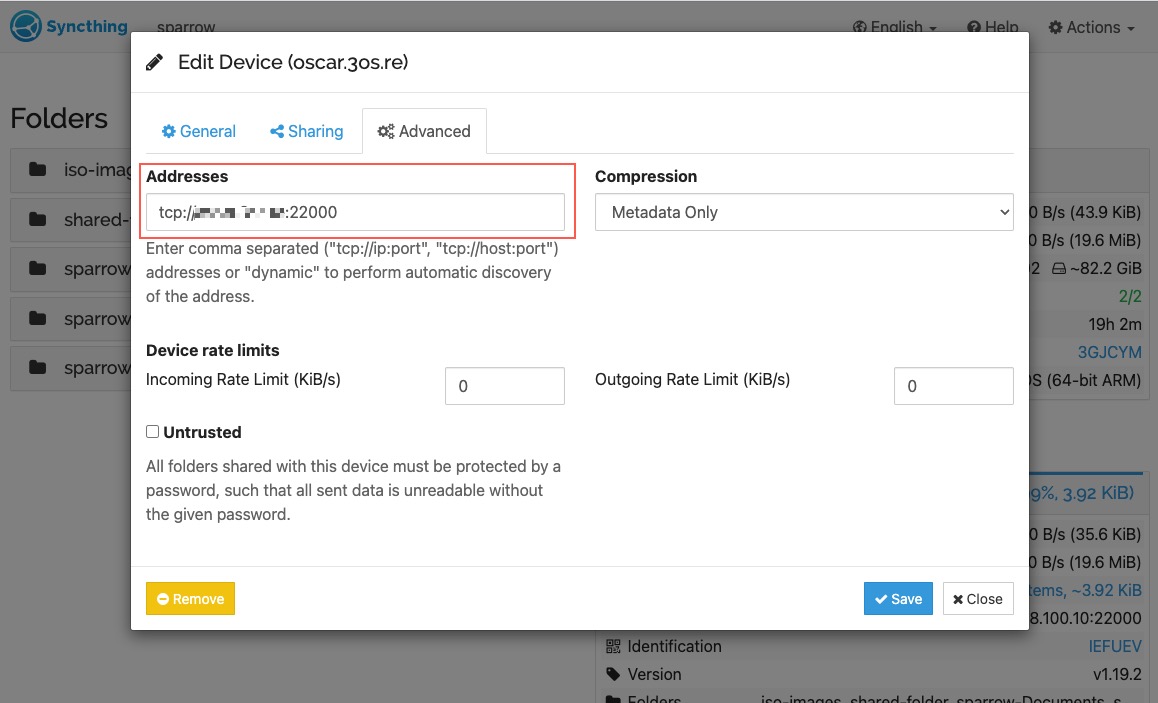 Syncthing
sparrow
English
Help
Actions
Edit Device (oscar.3os.re)
Folders
General
Sharing
Advanced
iso-imag
shared-
sparrow
sparrow
sparrow
Addresses
tcp://
:22000
Enter comma separated ("tcp://ip:port", "tcp://host:port")
addresses or "dynamic" to perform automatic discovery
of the address.
Compression
Metadata Only
Device rate limits
Incoming Rate Limit (KiB/s)
0
Outgoing Rate Limit (KiB/s)
0
Untrusted
All folders shared with this device must be protected by a
password, such that all sent data is unreadable without
the given password.
Remove
Save
Close
0 B/s (43.9 KiB)
0 B/s (19.6 MiB)
2 ~82.2 GiB
2/2
19h 2m
3GJCYM
OS (64-bit ARM)
9%, 3.92 KiB)
0 B/s (35.6 KiB)
0 B/s (19.6 MiB)
tems, ~3.92 KiB
8.100.10:22000
Identification
IEFUEV
Version
v1.19.2
Folders
iso-images, shared-folder, sparrow-Documents, s